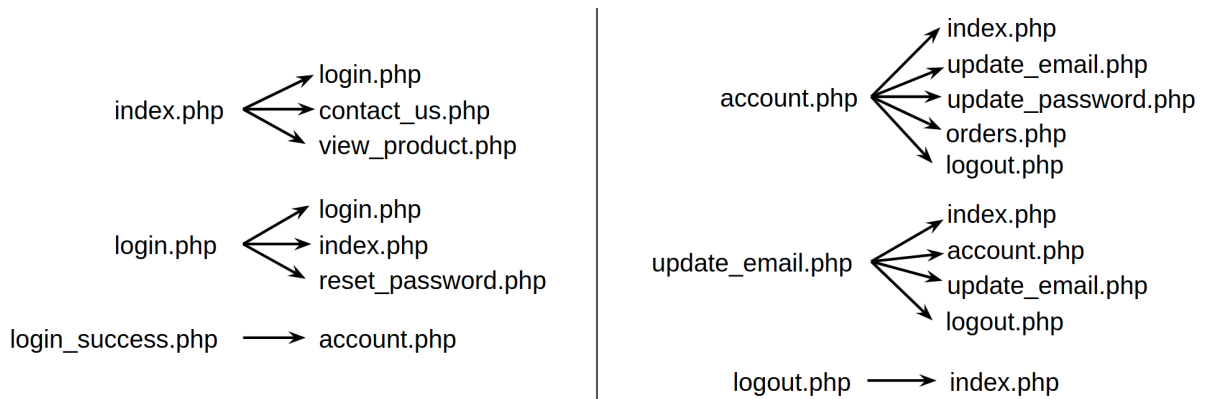 login.php
index.php
contact_us.php
view_product.php
login.php
login.php
index.php
reset_password.php
login_success.php
account.php
index.php
update_email.php
account.php
update_password.php
orders.php
logout.php
index.php
account.php
update_email.php
update_email.php
logout.php
logout.php
index.php